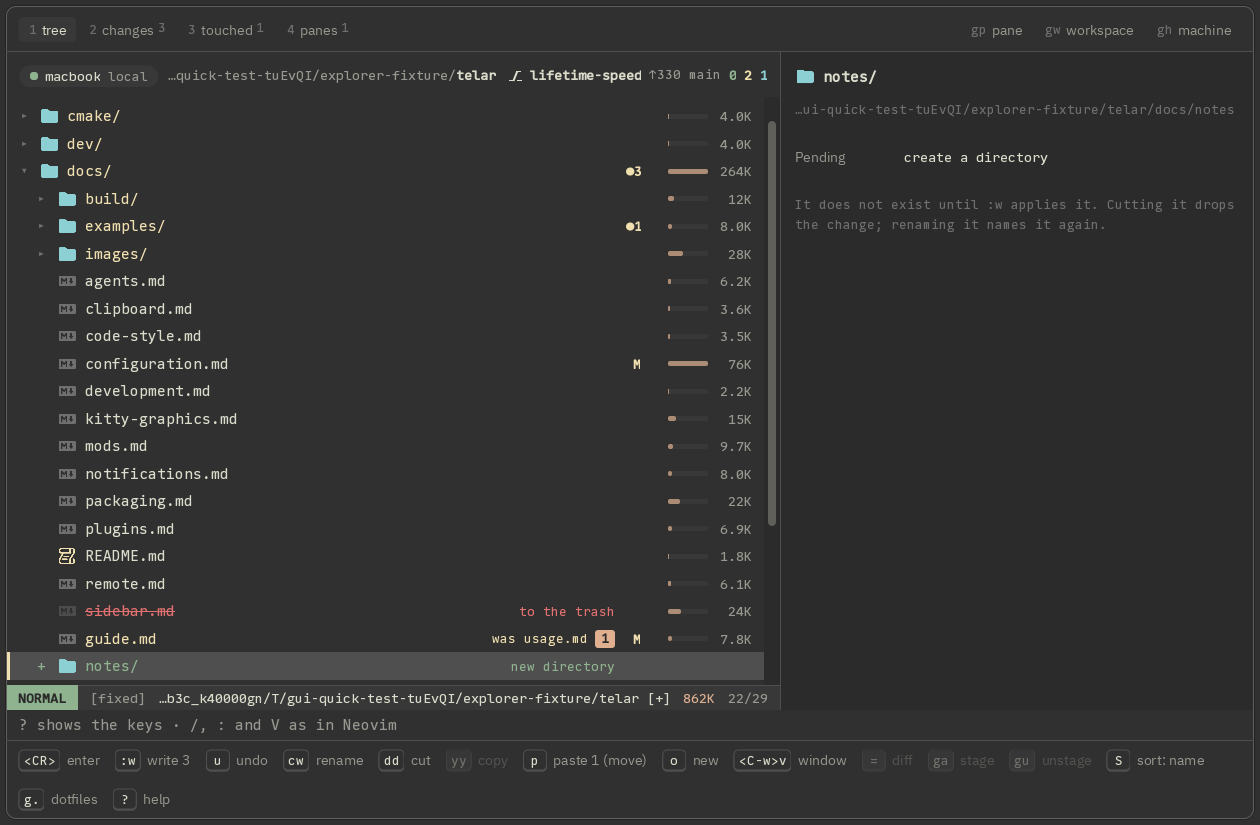 1 tree 2 changes 3 3 touched 1 4 panes 1 gp pane gw workspace gh machine
macbook local …quick-test-tuEvQI/explorer-fixture/telar lifetime-speed ↑330 main 0 2 1
▸ cmake/ 4.0K
▸ dev/ 4.0K
▾ docs/ ●3 264K
▸ build/ 12K
▸ examples/ ●1 8.0K
▸ images/ 28K
agents.md 6.2K
clipboard.md 3.6K
code-style.md 3.5K
configuration.md M 76K
development.md 2.2K
kitty-graphics.md 15K
mods.md 9.7K
notifications.md 8.0K
packaging.md 22K
plugins.md 6.9K
README.md 1.8K
remote.md 6.1K
sidebar.md to the trash 24K
guide.md was usage.md 1 M 7.8K
+ notes/ new directory
NORMAL [fixed] …b3c_k40000gn/T/gui-quick-test-tuEvQI/explorer-fixture/telar [+] 862K 22/29
notes/
…ui-quick-test-tuEvQI/explorer-fixture/telar/docs/notes
Pending create a directory
It does not exist until :w applies it. Cutting it drops
the change; renaming it names it again.
? shows the keys · /, : and V as in Neovim
<CR> enter :w write 3 u undo cw rename dd cut yy copy p paste 1 (move) o new <C-w>v window = diff ga stage gu unstage S sort: name
g. dotfiles ? help